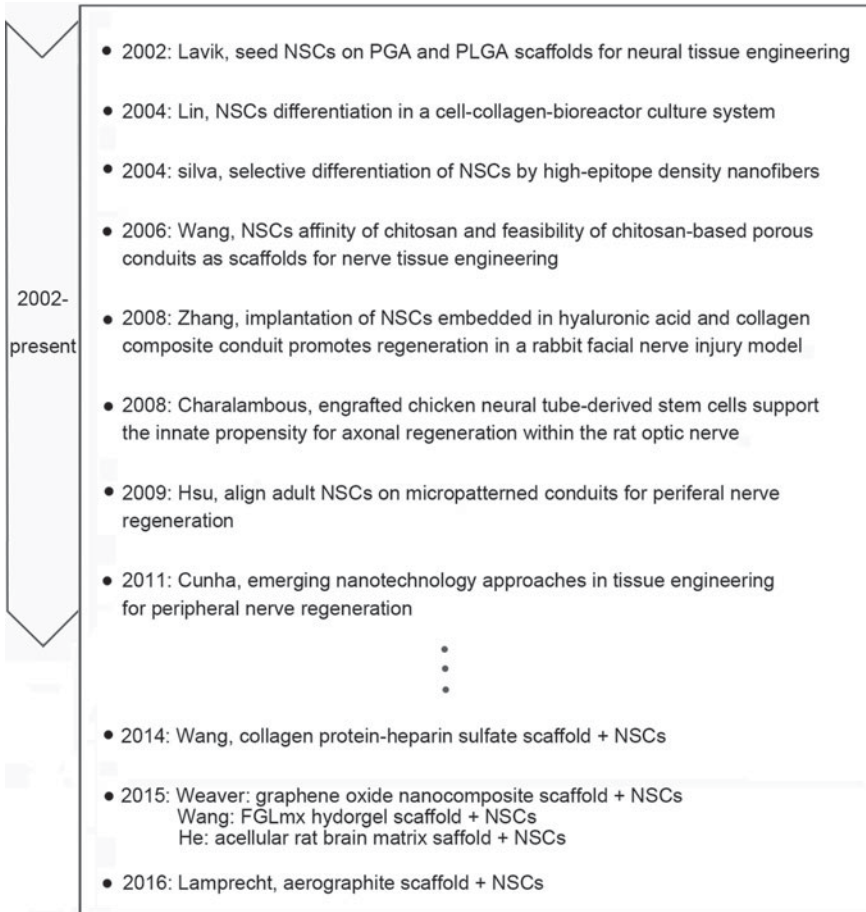 2002-
present
● 2002: Lavik, seed NSCs on PGA and PLGA scaffolds for neural tissue engineering
● 2004: Lin, NSCs differentiation in a cell-collagen-bioreactor culture system
● 2004: silva, selective differentiation of NSCs by high-epitope density nanofibers
● 2006: Wang, NSCs affinity of chitosan and feasibility of chitosan-based porous
conduits as scaffolds for nerve tissue engineering
● 2008: Zhang, implantation of NSCs embedded in hyaluronic acid and collagen
composite conduit promotes regeneration in a rabbit facial nerve injury model
● 2008: Charalambous, engrafted chicken neural tube-derived stem cells support
the innate propensity for axonal regeneration within the rat optic nerve
● 2009: Hsu, align adult NSCs on micropatterned conduits for periferal nerve
regeneration
● 2011: Cunha, emerging nanotechnology approaches in tissue engineering
for peripheral nerve regeneration
● 2014: Wang, collagen protein-heparin sulfate scaffold + NSCs
● 2015: Weaver: graphene oxide nanocomposite scaffold + NSCs
Wang: FGLmx hydorgel scaffold + NSCs
He: acellular rat brain matrix saffold + NSCs
● 2016: Lamprecht, aerographite scaffold + NSCs